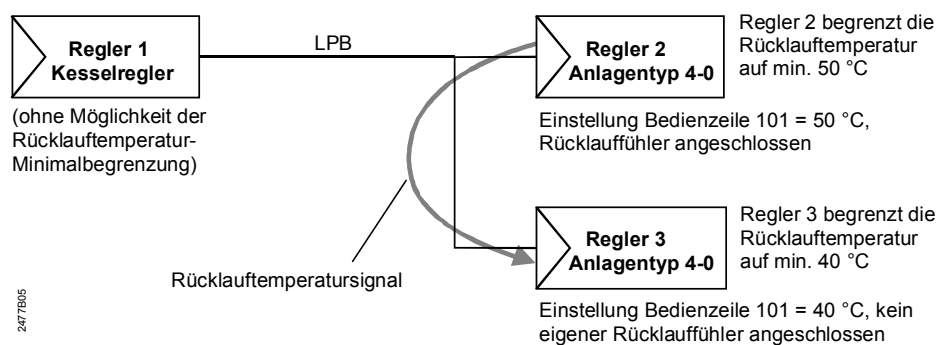 Regler 1
Kesselregler
(ohne Möglichkeit der
Rücklauftemperatur-
Minimalbegrenzung)
LPB
Regler 2
Anlagentyp 4-0
Regler 2 begrenzt die
Rücklauftemperatur
auf min. 50 °C
Einstellung Bedienzeile 101 = 50 °C,
Rücklauffühler angeschlossen
Regler 3
Anlagentyp 4-0
Regler 3 begrenzt die
Rücklauftemperatur
auf min. 40 °C
Rücklauftemperatursignal
Einstellung Bedienzeile 101 = 40 °C, kein
eigener Rücklauffühler angeschlossen
2477B05